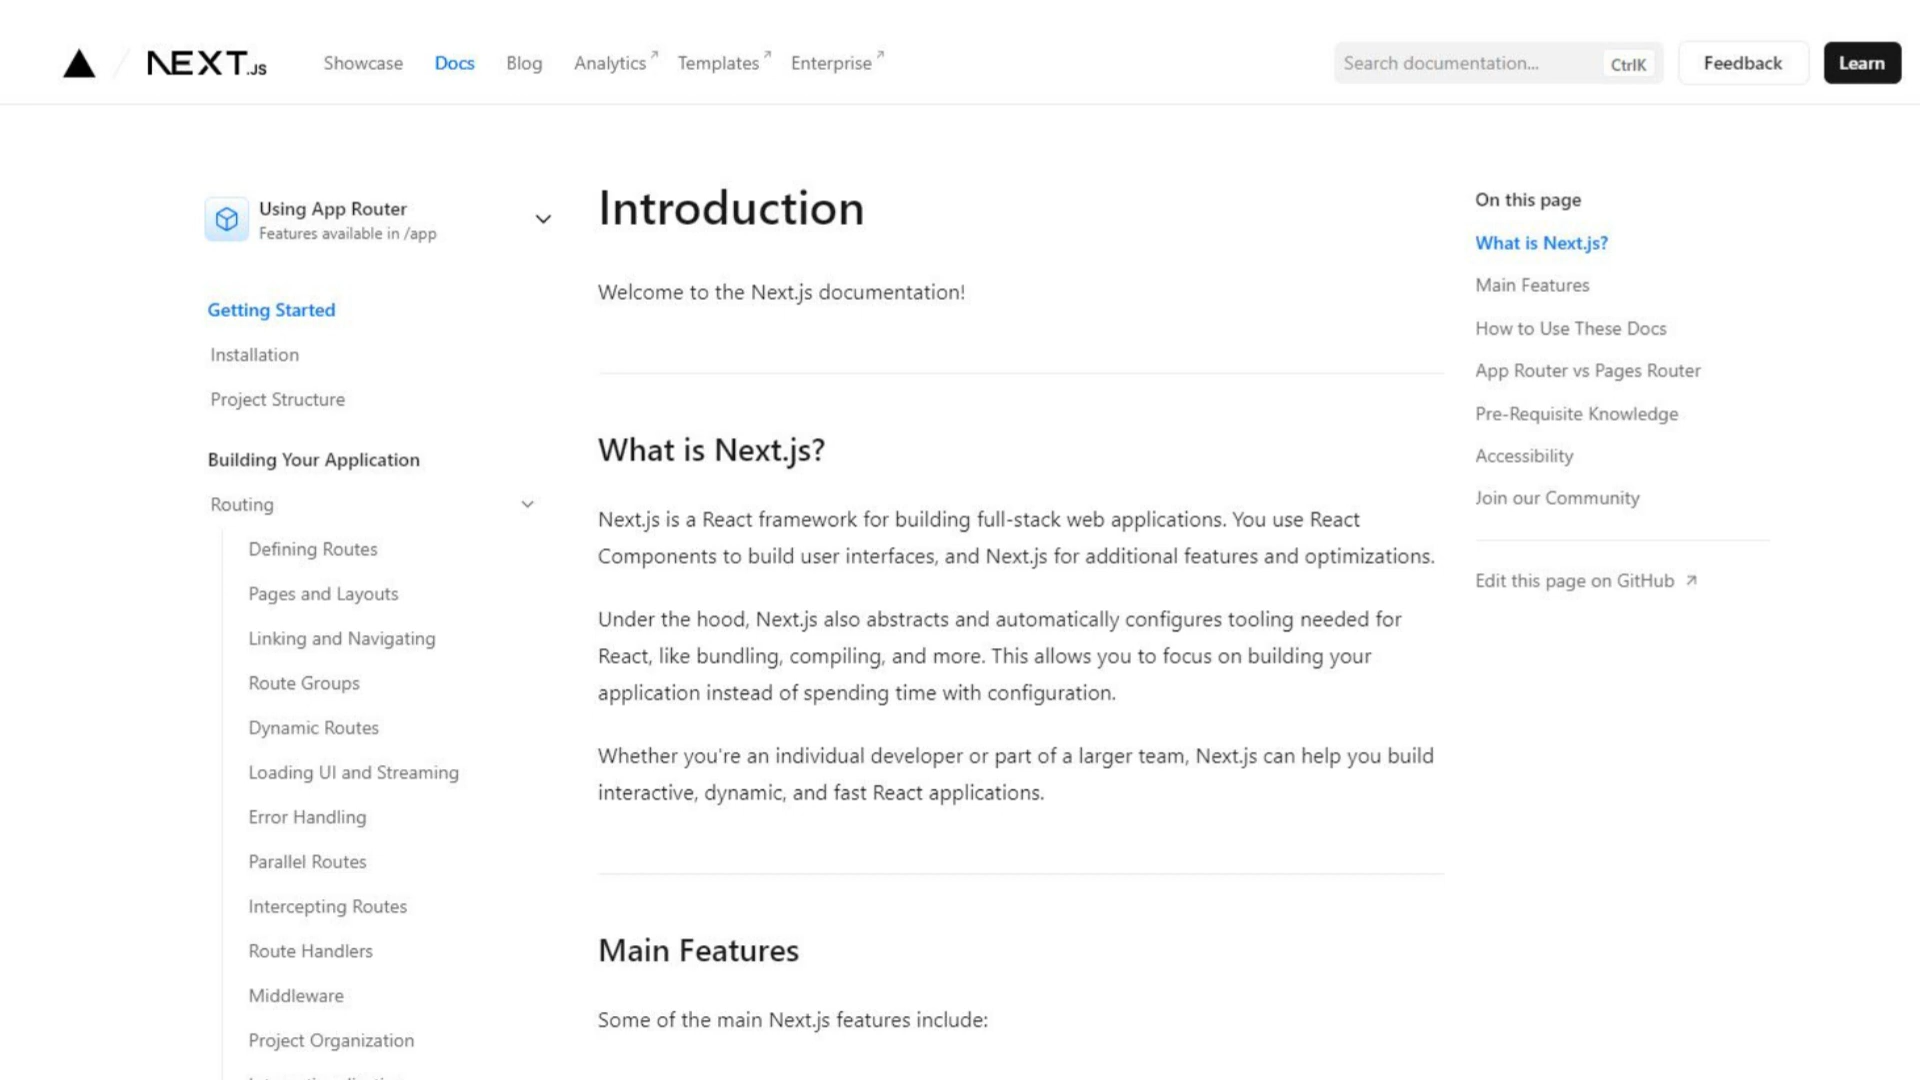 NEXT.JS
Showcase
Docs
Blog
Analytics
Templates
Enterprise
Search documentation...
CtrlK
Feedback
Learn
Using App Router
Features available in /app
Getting Started
Installation
Project Structure
Building Your Application
Routing
Defining Routes
Pages and Layouts
Linking and Navigating
Route Groups
Dynamic Routes
Loading UI and Streaming
Error Handling
Parallel Routes
Intercepting Routes
Route Handlers
Middleware
Project Organization
Introduction
Welcome to the Next.js documentation!
What is Next.js?
Next.js is a React framework for building full-stack web applications. You use React
Components to build user interfaces, and Next.js for additional features and optimizations.
Under the hood, Next.js also abstracts and automatically configures tooling needed for
React, like bundling, compiling, and more. This allows you to focus on building your
application instead of spending time with configuration.
Whether you're an individual developer or part of a larger team, Next.js can help you build
interactive, dynamic, and fast React applications.
Main Features
Some of the main Next.js features include:
On this page
What is Next.js?
Main Features
How to Use These Docs
App Router vs Pages Router
Pre-Requisite Knowledge
Accessibility
Join our Community
Edit this page on GitHub